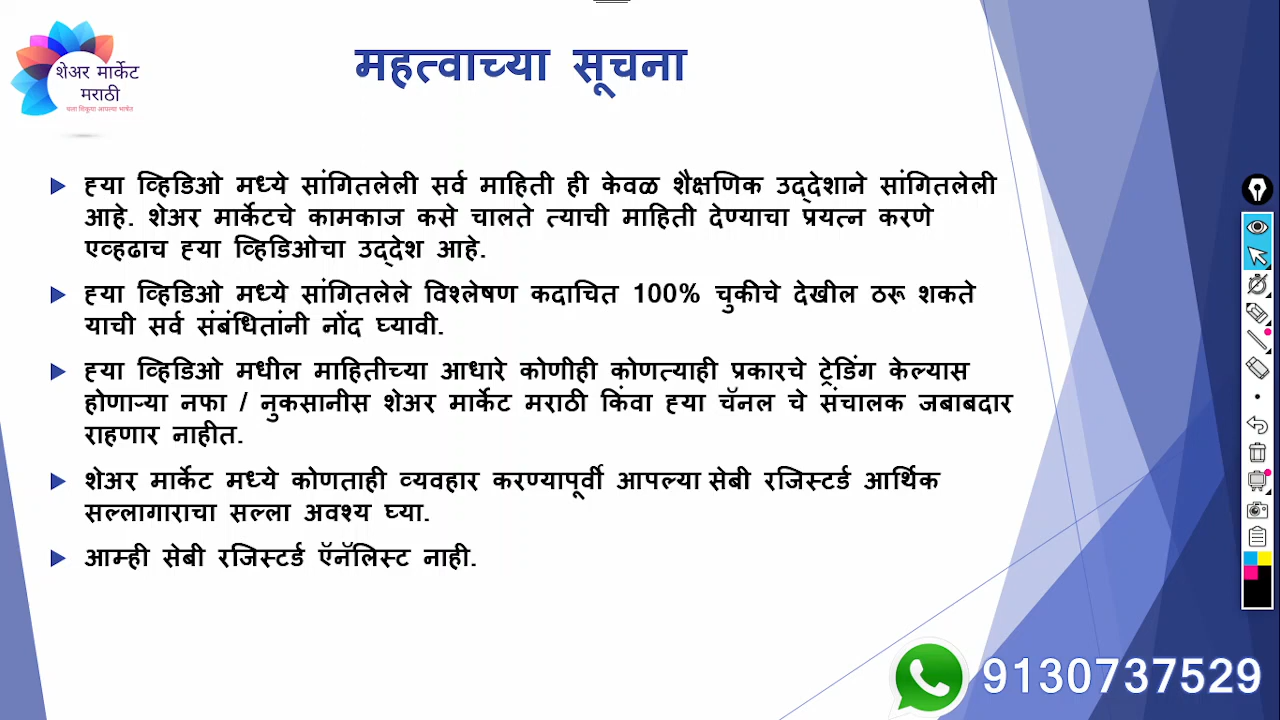 शेअर मार्केट
मराठी
चला शिकूया आपल्या भाषेत
महत्वाच्या सूचना
ह्या व्हिडिओ मध्ये सांगितलेली सर्व माहिती ही केवळ शैक्षणिक उद्देशाने सांगितलेली
आहे. शेअर मार्केटचे कामकाज कसे चालते त्याची माहिती देण्याचा प्रयत्न करणे
एव्हढाच ह्या व्हिडिओचा उद्देश आहे.
ह्या व्हिडिओ मध्ये सांगितलेले विश्लेषण कदाचित 100% चुकीचे देखील ठरू शकते
याची सर्व संबंधितांनी नोंद घ्यावी.
ह्या व्हिडिओ मधील माहितीच्या आधारे कोणीही कोणत्याही प्रकारचे ट्रेडिंग केल्यास
होणाऱ्या नफा / नुकसानीस शेअर मार्केट मराठी किंवा ह्या चॅनल चे संचालक जबाबदार
राहणार नाहीत.
शेअर मार्केट मध्ये कोणताही व्यवहार करण्यापूर्वी आपल्या सेबी रजिस्टर्ड आर्थिक
सल्लागाराचा सल्ला अवश्य घ्या.
आम्ही सेबी रजिस्टर्ड ऍनॅलिस्ट नाही.
9130737529